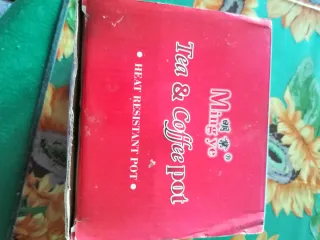 Mingye
Tea & Coffee pot
• HEAT RESISTANT POT •